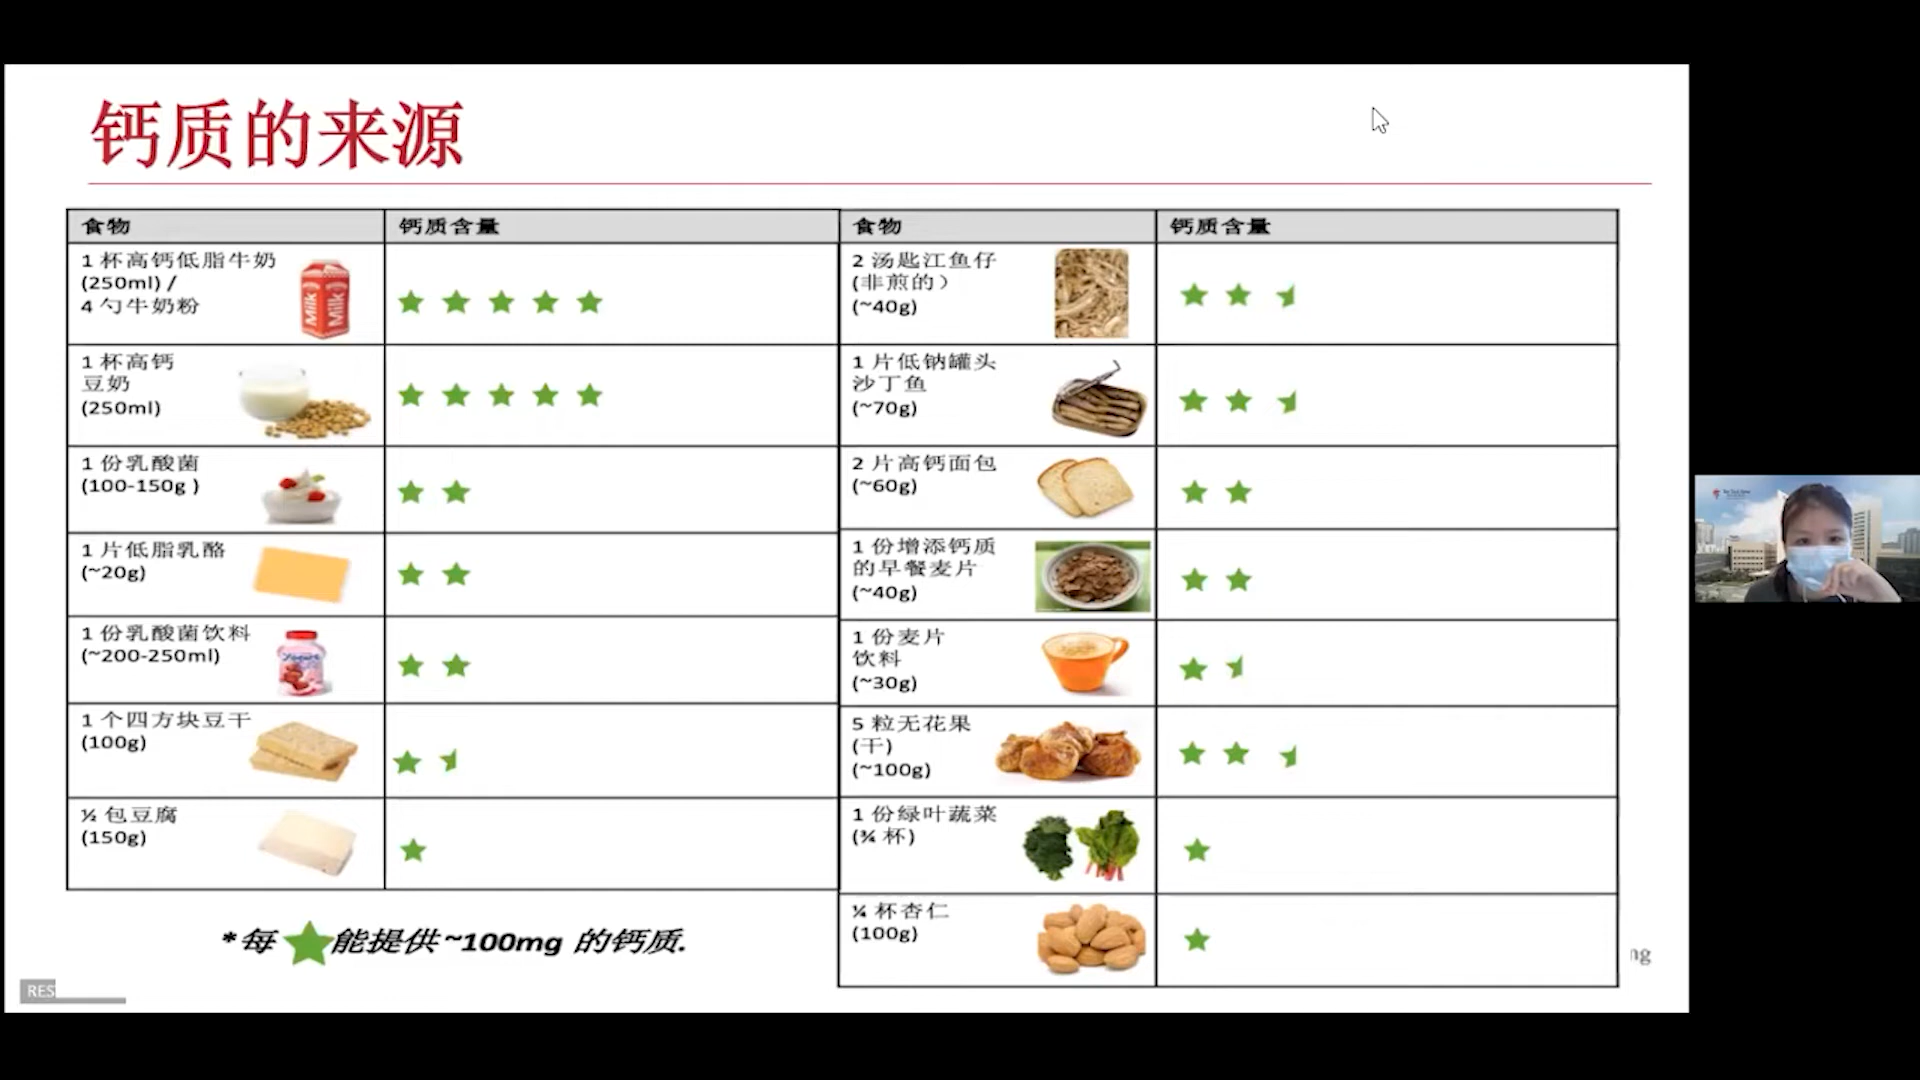 钙质的来源
食物
钙质含量
1 杯高钙低脂牛奶
(250ml) /
4 勺牛奶粉
Milk
Milk
1 杯高钙
豆奶
(250ml)
1 份乳酸菌
(100-150g )
1 片低脂乳酪
(~20g)
1 份乳酸菌饮料
(~200-250ml)
1 个四方块豆干
(100g)
½ 包豆腐
(150g)
*每
能提供 ~100mg 的钙质.
食物
钙质含量
2 汤匙江鱼仔
(非煎的）
(~40g)
1 片低钠罐头
沙丁鱼
(~70g)
2 片高钙面包
(~60g)
1 份增添钙质
的早餐麦片
(~40g)
1 份麦片
饮料
(~30g)
5 粒无花果
(干)
(~100g)
1 份绿叶蔬菜
(¾ 杯)
¼ 杯杏仁
(100g)
RES
ng